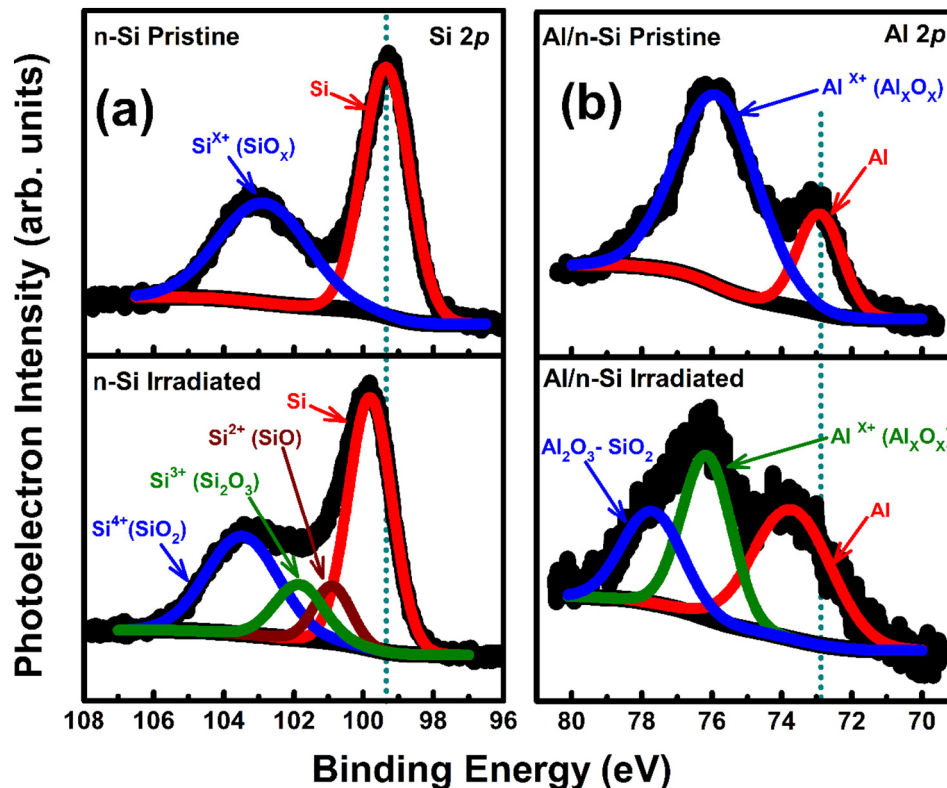 Photoelectron Intensity (arb. units)
n-Si Pristine
Si 2p
(a)
Si
Si^X+ (SiO_X)
n-Si Irradiated
Si
Si^2+ (SiO)
Si^3+ (Si_2O_3)
Si^4+(SiO_2)
108 106 104 102 100 98 96
Al/n-Si Pristine
Al 2p
(b)
Al ^X+ (Al_XO_X)
Al
Al/n-Si Irradiated
Al_2O_3- SiO_2
Al ^X+ (Al_XO_X)
Al
80 78 76 74 72 70
Binding Energy (eV)